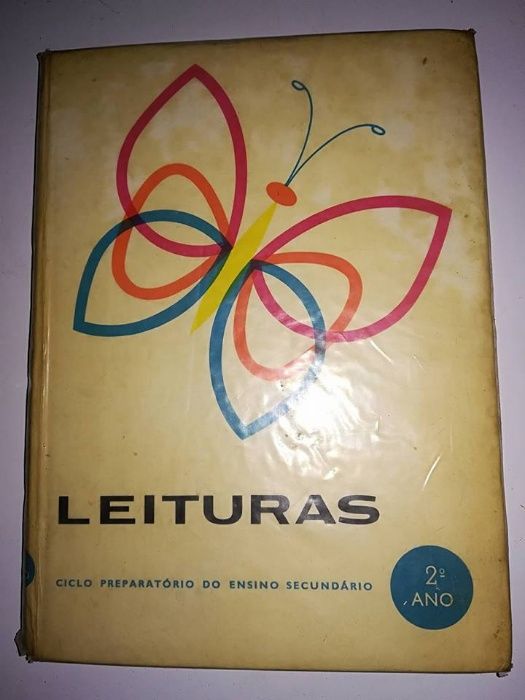 LEITURAS
CICLO PREPARATÓRIO DO ENSINO SECUNDÁRIO
2º
ANO